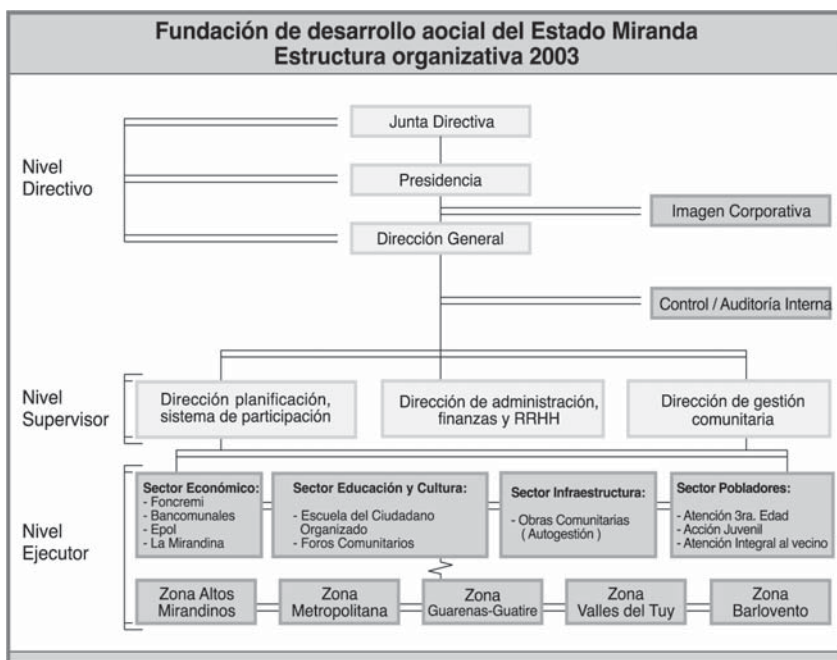 Fundación de desarrollo aocial del Estado Miranda
Estructura organizativa 2003
Nivel
Directivo
Junta Directiva
Presidencia
Imagen Corporativa
Dirección General
Control / Auditoría Interna
Nivel
Supervisor
Dirección planificación,
sistema de participación
Dirección de administración,
finanzas y RRHH
Dirección de gestión
comunitaria
Nivel
Ejecutor
Sector Económico:
- Foncremi
- Bancomunales
- Epol
- La Mirandina
Sector Educación y Cultura:
- Escuela del Ciudadano
Organizado
- Foros Comunitarios
Sector Infraestructura:
- Obras Comunitarias
( Autogestión )
Sector Pobladores:
- Atención 3ra. Edad
- Acción Juvenil
- Atención Integral al vecino
Zona Altos
Mirandinos
Zona
Metropolitana
Zona
Guarenas-Guatire
Zona
Valles del Tuy
Zona
Barlovento